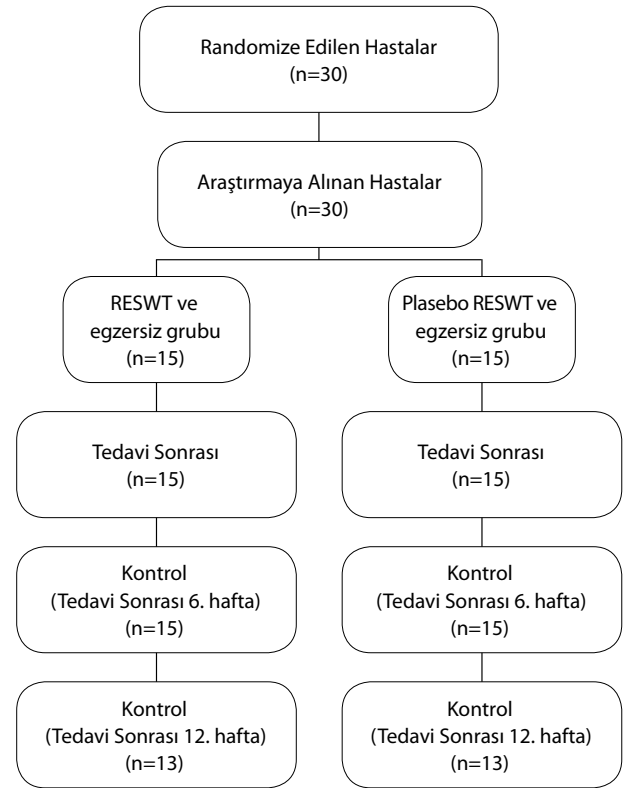 Randomize Edilen Hastalar
(n=30)
Araştırmaya Alınan Hastalar
(n=30)
RESWT ve
egzersiz grubu
(n=15)
Plasebo RESWT ve
egzersiz grubu
(n=15)
Tedavi Sonrası
(n=15)
Tedavi Sonrası
(n=15)
Kontrol
(Tedavi Sonrası 6. hafta)
(n=15)
Kontrol
(Tedavi Sonrası 6. hafta)
(n=15)
Kontrol
(Tedavi Sonrası 12. hafta)
(n=13)
Kontrol
(Tedavi Sonrası 12. hafta)
(n=13)